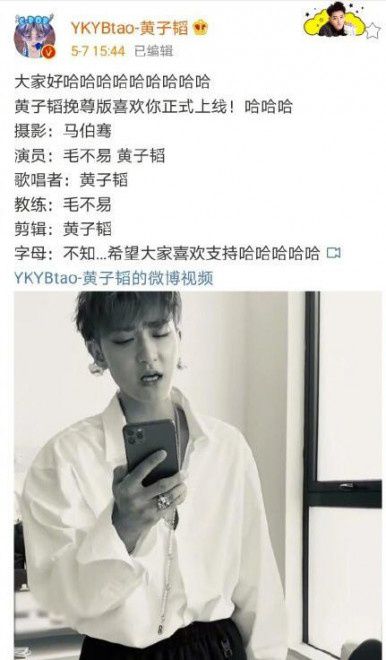 YKYBtao-黄子韬
5-7 15:44 已编辑
大家好哈哈哈哈哈哈哈哈哈
黄子韬挽尊版喜欢你正式上线！哈哈哈
摄影：马伯骞
演员：毛不易 黄子韬
歌唱者：黄子韬
教练：毛不易
剪辑：黄子韬
字母：不知...希望大家喜欢支持哈哈哈哈哈
YKYBtao-黄子韬的微博视频